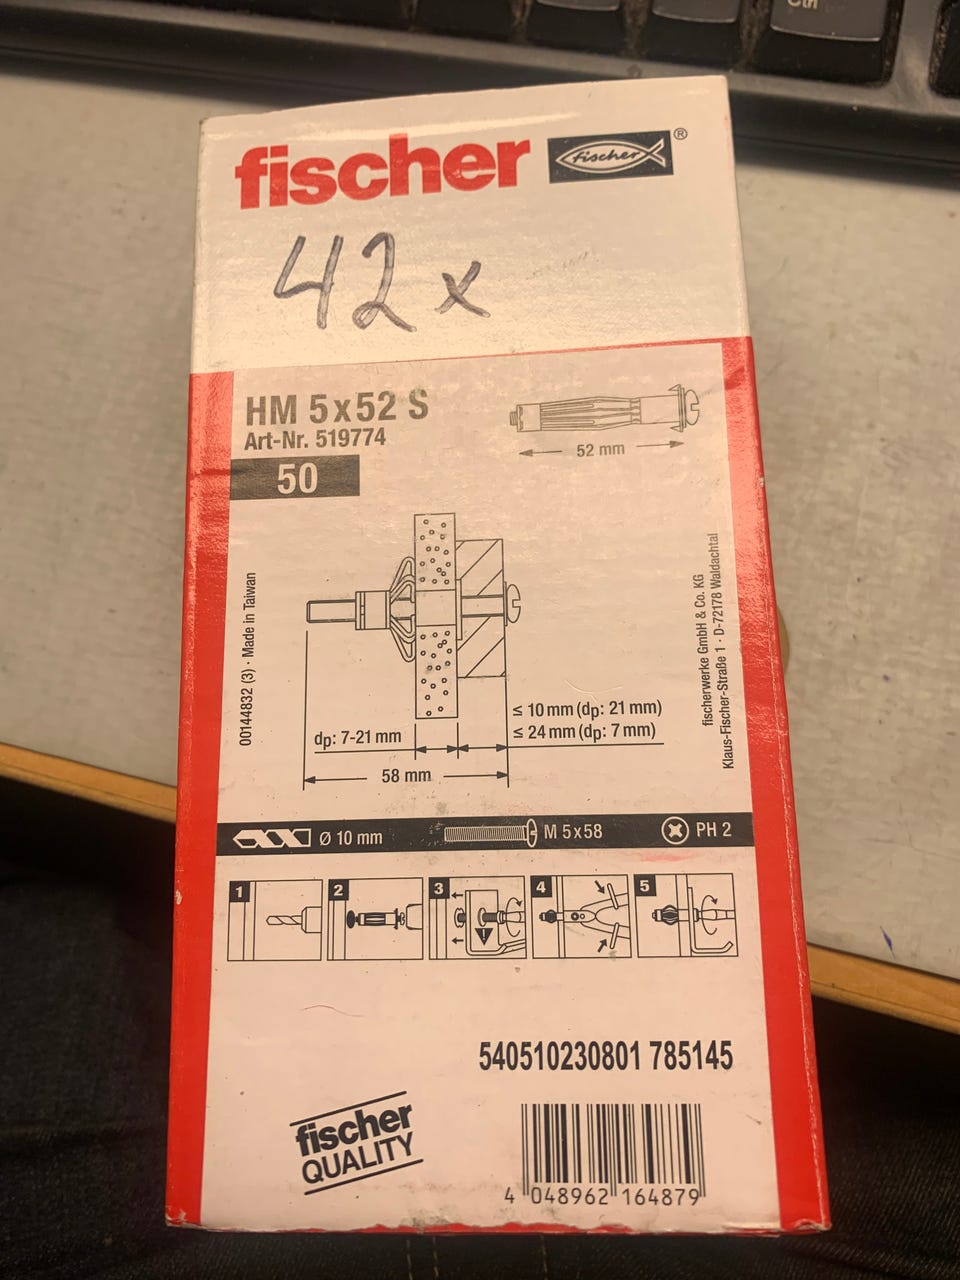 Ctrl
fischer fischer ®
42x
HM 5x52 S
Art-Nr. 519774
50
52 mm
00144832 (3) · Made in Taiwan
fischerwerke GmbH & Co. KG
Klaus-Fischer-Straße 1 · D-72178 Waldachtal
≤ 10 mm (dp: 21 mm)
dp: 7-21 mm ≤ 24 mm (dp: 7 mm)
58 mm
Ø 10 mm M 5x58 PH 2
1 2 3 4 5
!
540510230801 785145
fischer
QUALITY
4 048962 164879